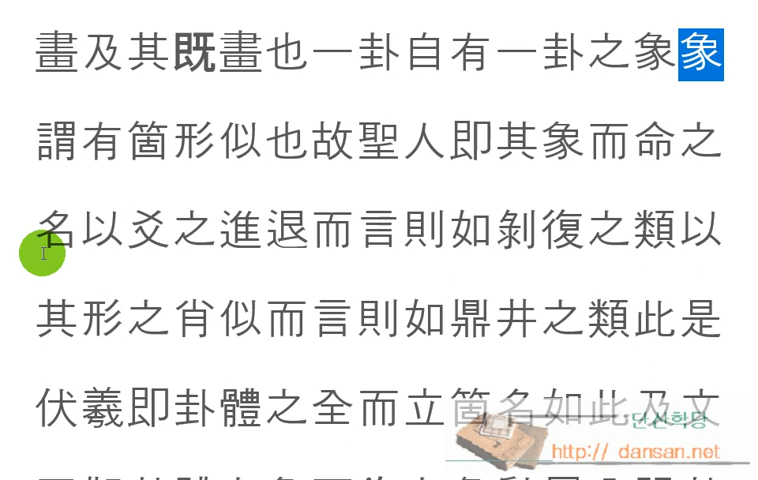 畫及其既畫也一卦自有一卦之象象
謂有箇形似也故聖人即其象而命之
名以爻之進退而言則如剝復之類以
其形之肖似而言則如鼎井之類此是
伏羲即卦體之全而立箇名如此及文
단산학당
http:// dansan.net